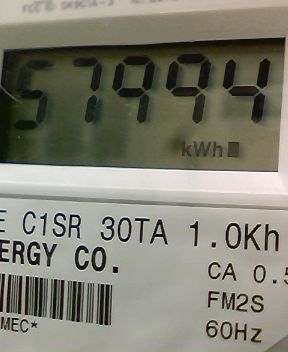 57994
kWh
E C1SR 30TA 1.0Kh
ERGY CO.
CA 0.5
FM2S
MEC*
60Hz